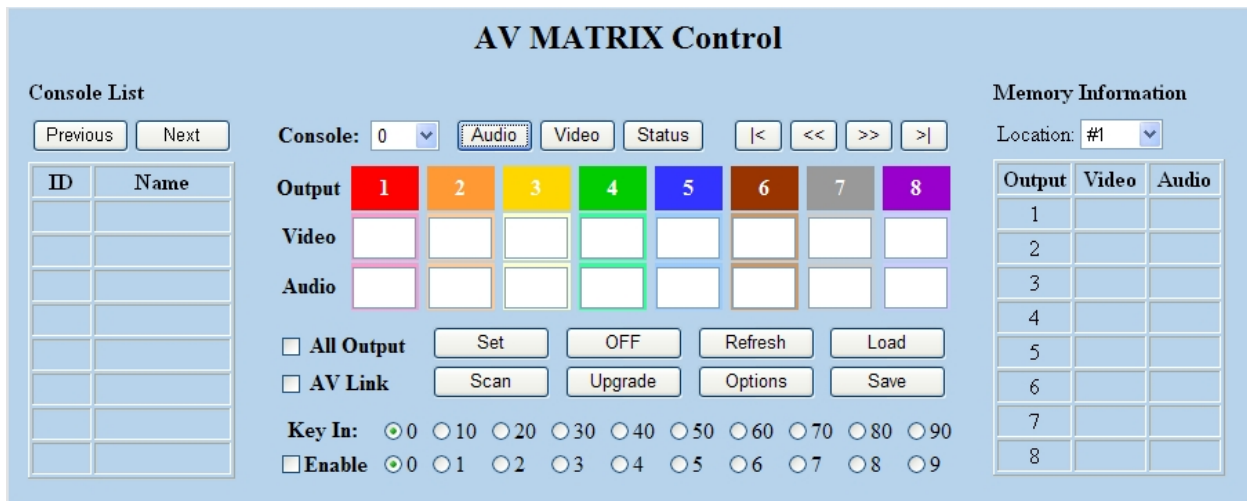 AV MATRIX Control
Console List
Previous Next
ID Name
Console: 0 Audio Video Status |< << >> >|
Output 1 2 3 4 5 6 7 8
Video
Audio
All Output Set OFF Refresh Load
AV Link Scan Upgrade Options Save
Key In: 0 10 20 30 40 50 60 70 80 90
Enable 0 1 2 3 4 5 6 7 8 9
Memory Information
Location: #1
Output Video Audio
1
2
3
4
5
6
7
8